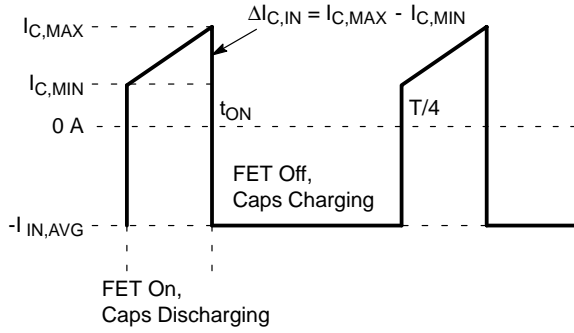 I_C,MAX
ΔI_C,IN = I_C,MAX - I_C,MIN
I_C,MIN
t_ON
T/4
0 A
FET Off,
Caps Charging
-I_IN,AVG
FET On,
Caps Discharging